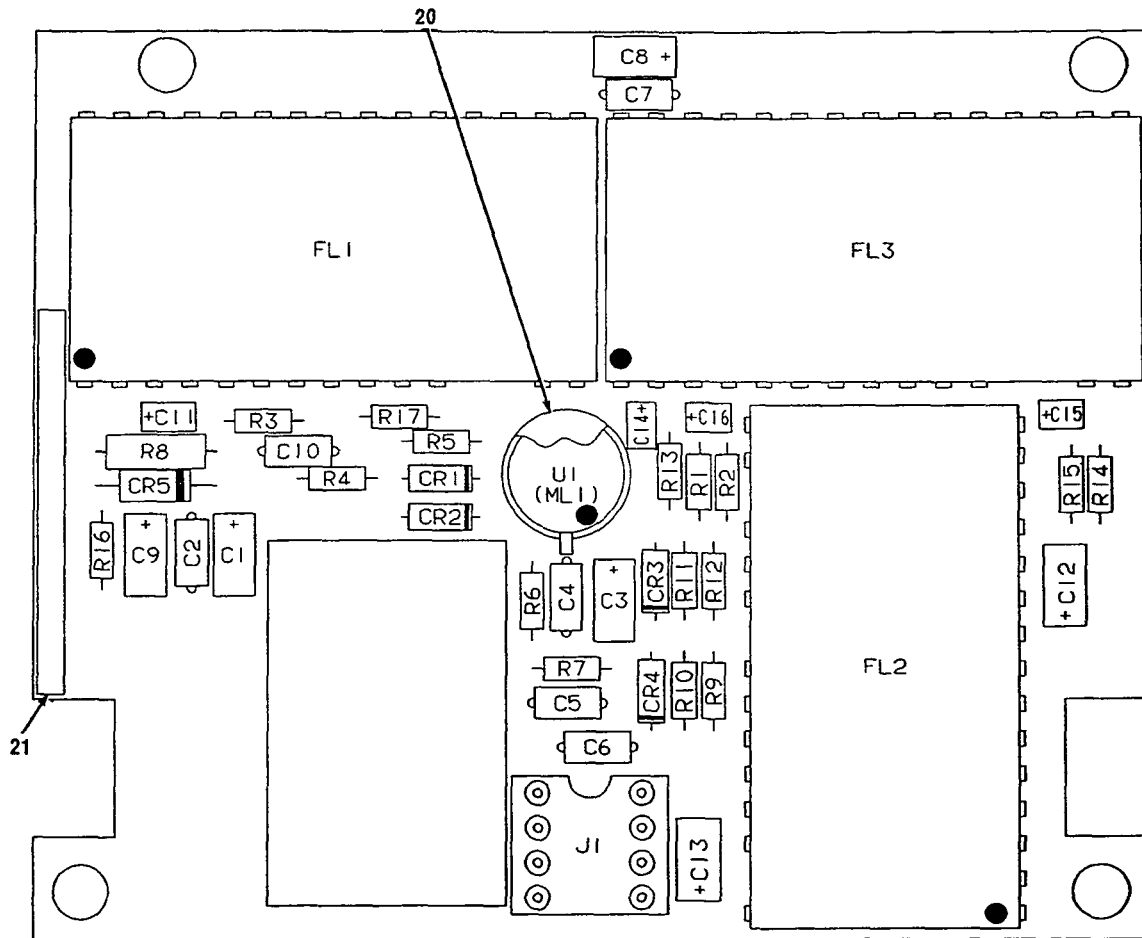 20
C8 +
C7
FL1
FL3
+C11
R3
R17
C14+
+C16
+C15
R8
C10
R5
R13
R1
R2
R15
R14
CR5
R4
CR1
U1
(ML1)
CR2
R16
+
C9
C2
+
C1
R6
C4
+
C3
CR3
R11
R12
+C12
R7
FL2
C5
CR4
R10
R9
21
C6
J1
+C13